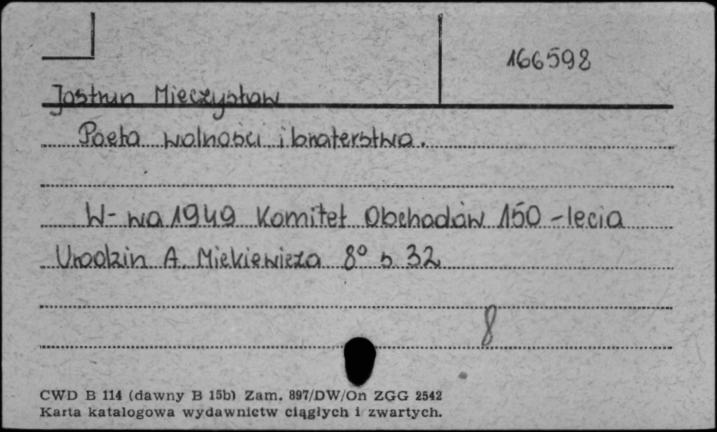 166598
Jastrun Mieczysław
Poeta wolności i braterstwa.
W-wa 1949 Komitet Obchodów 150-lecia
Urodzin A. Mickiewicza 8° s 32
8
CWD B 114 (dawny B 15b) Zam. 897/DW/On ZGG 2542
Karta katalogowa wydawnictw ciągłych i zwartych.